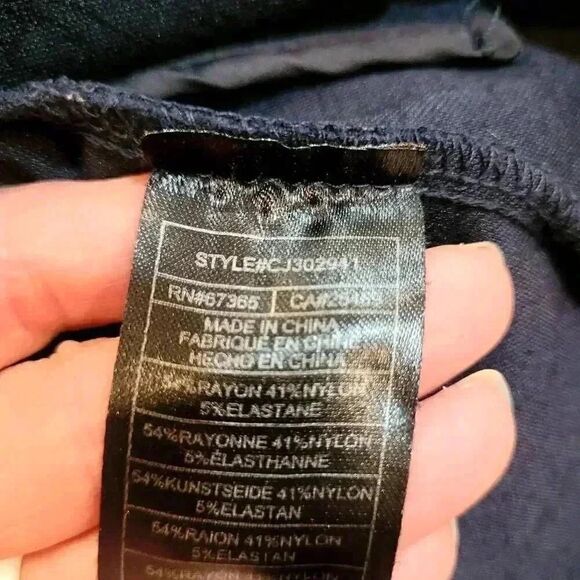 STYLE#CJ302941
RN#67365
MADE IN CHINA
FABRIQUE EN CHINE
HECHO EN CHINA
54%RAYON 41%NYLON
5%ELASTANE
54%RAYONNE 41%NYLON
5%ÉLASTHANNE
54%KUNSTSEIDE 41%NYLON
5%ELASTAN
54%RAION 41%NYLON
5%ELASTAN